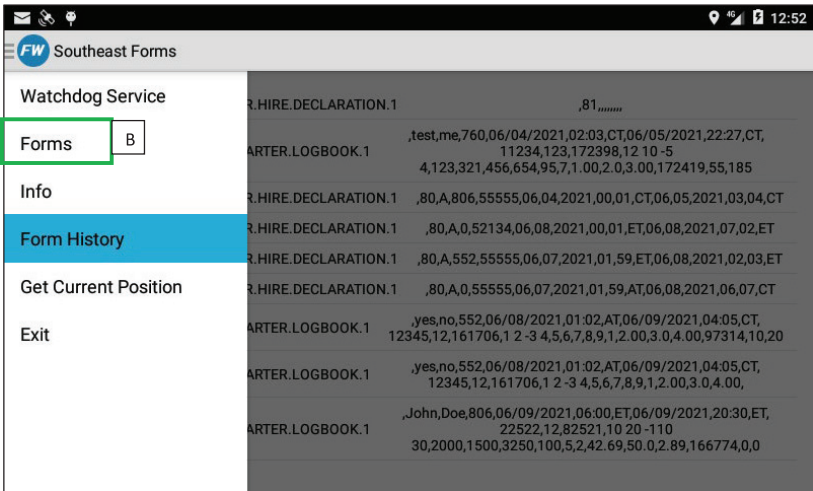 4G 12:52
FW Southeast Forms
Watchdog Service
Forms B
Info
Form History
Get Current Position
Exit
R.HIRE.DECLARATION.1 ,81,,,,,,,,
ARTER.LOGBOOK.1 ,test,me,760,06/04/2021,02:03,CT,06/05/2021,22:27,CT,
11234,123,172398,12 10 -5
4,123,321,456,654,95,7,1.00,2.0,3.00,172419,55,185
R.HIRE.DECLARATION.1 ,80,A,806,55555,06,04,2021,00,01,CT,06,05,2021,03,04,CT
R.HIRE.DECLARATION.1 ,80,A,0,52134,06,08,2021,00,01,ET,06,08,2021,07,02,ET
R.HIRE.DECLARATION.1 ,80,A,552,55555,06,07,2021,01,59,ET,06,08,2021,02,03,ET
R.HIRE.DECLARATION.1 ,80,A,0,55555,06,07,2021,01,59,AT,06,08,2021,06,07,CT
ARTER.LOGBOOK.1 ,yes,no,552,06/08/2021,01:02,AT,06/09/2021,04:05,CT,
12345,12,161706,1 2 -3 4,5,6,7,8,9,1,2.00,3.0,4.00,97314,10,20
ARTER.LOGBOOK.1 ,yes,no,552,06/08/2021,01:02,AT,06/09/2021,04:05,CT,
12345,12,161706,1 2 -3 4,5,6,7,8,9,1,2.00,3.0,4.00,
ARTER.LOGBOOK.1 ,John,Doe,806,06/09/2021,06:00,ET,06/09/2021,20:30,ET,
22522,12,82521,10 20 -110
30,2000,1500,3250,100,5,2,42.69,50.0,2.89,166774,0,0